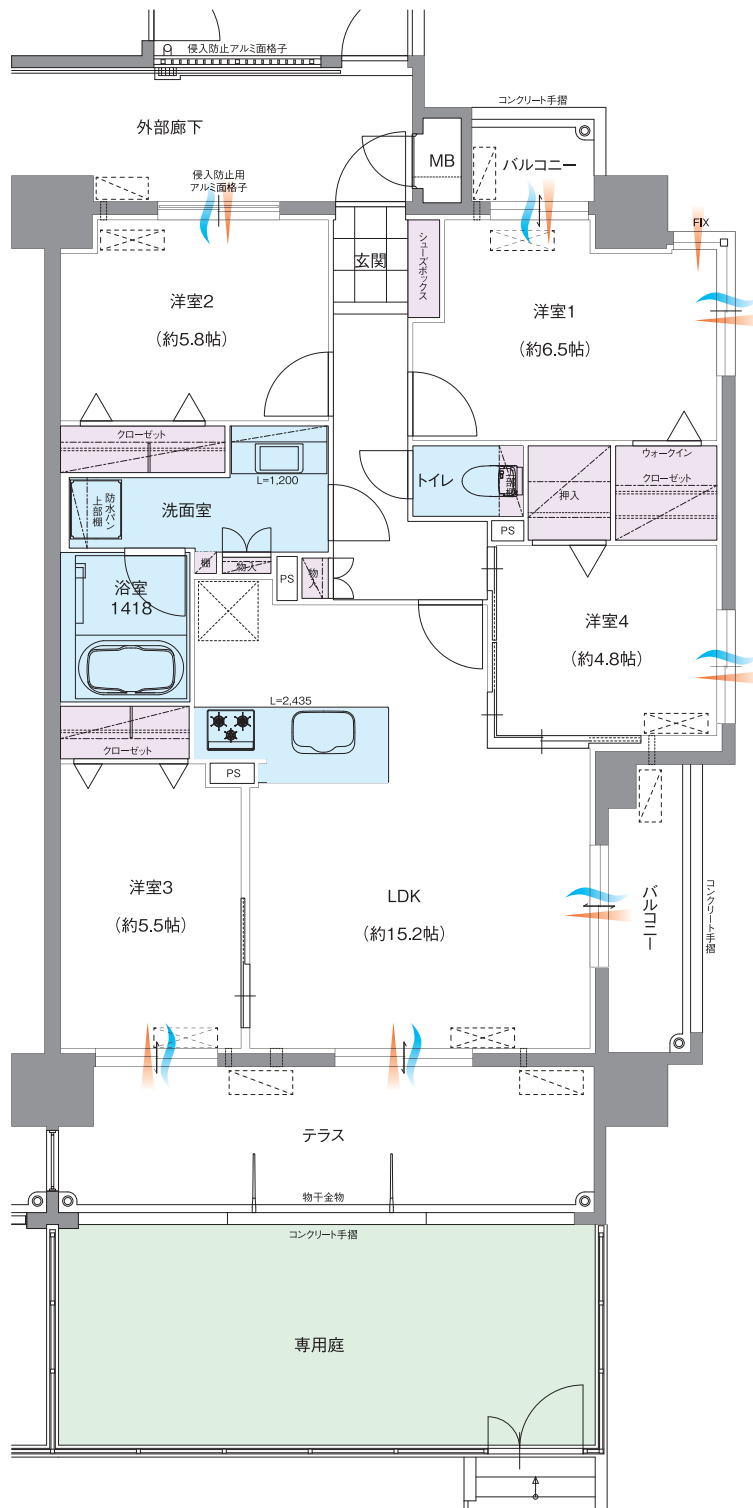 侵入防止アルミ面格子
コンクリート手摺
外部廊下
MB
バルコニー
侵入防止用
アルミ面格子
FIX
シューズボックス
玄関
洋室2
(約5.8帖)
洋室1
(約6.5帖)
クローゼット
L=1,200
トイレ
上部棚
押入
ウォークイン
クローゼット
防水パン
上部棚
洗面室
PS
棚
物入
PS
物入
浴室
1418
洋室4
(約4.8帖)
L=2,435
クローゼット
PS
洋室3
(約5.5帖)
LDK
(約15.2帖)
バルコニー
コンクリート手摺
テラス
物干金物
コンクリート手摺
専用庭